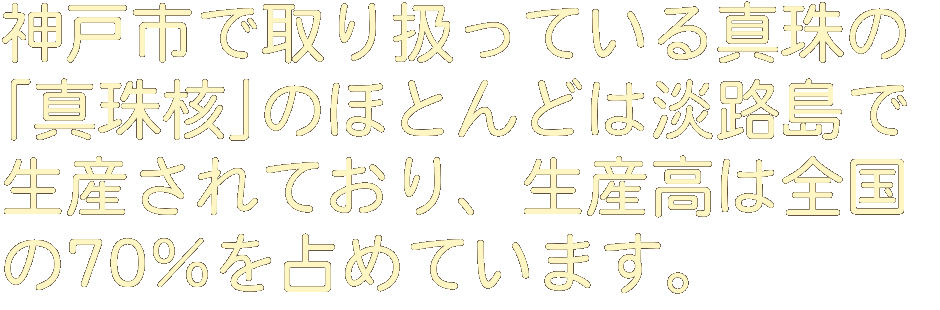 神戸市で取り扱っている真珠の
「真珠核」のほとんどは淡路島で
生産されており、生産高は全国
の70%を占めています。